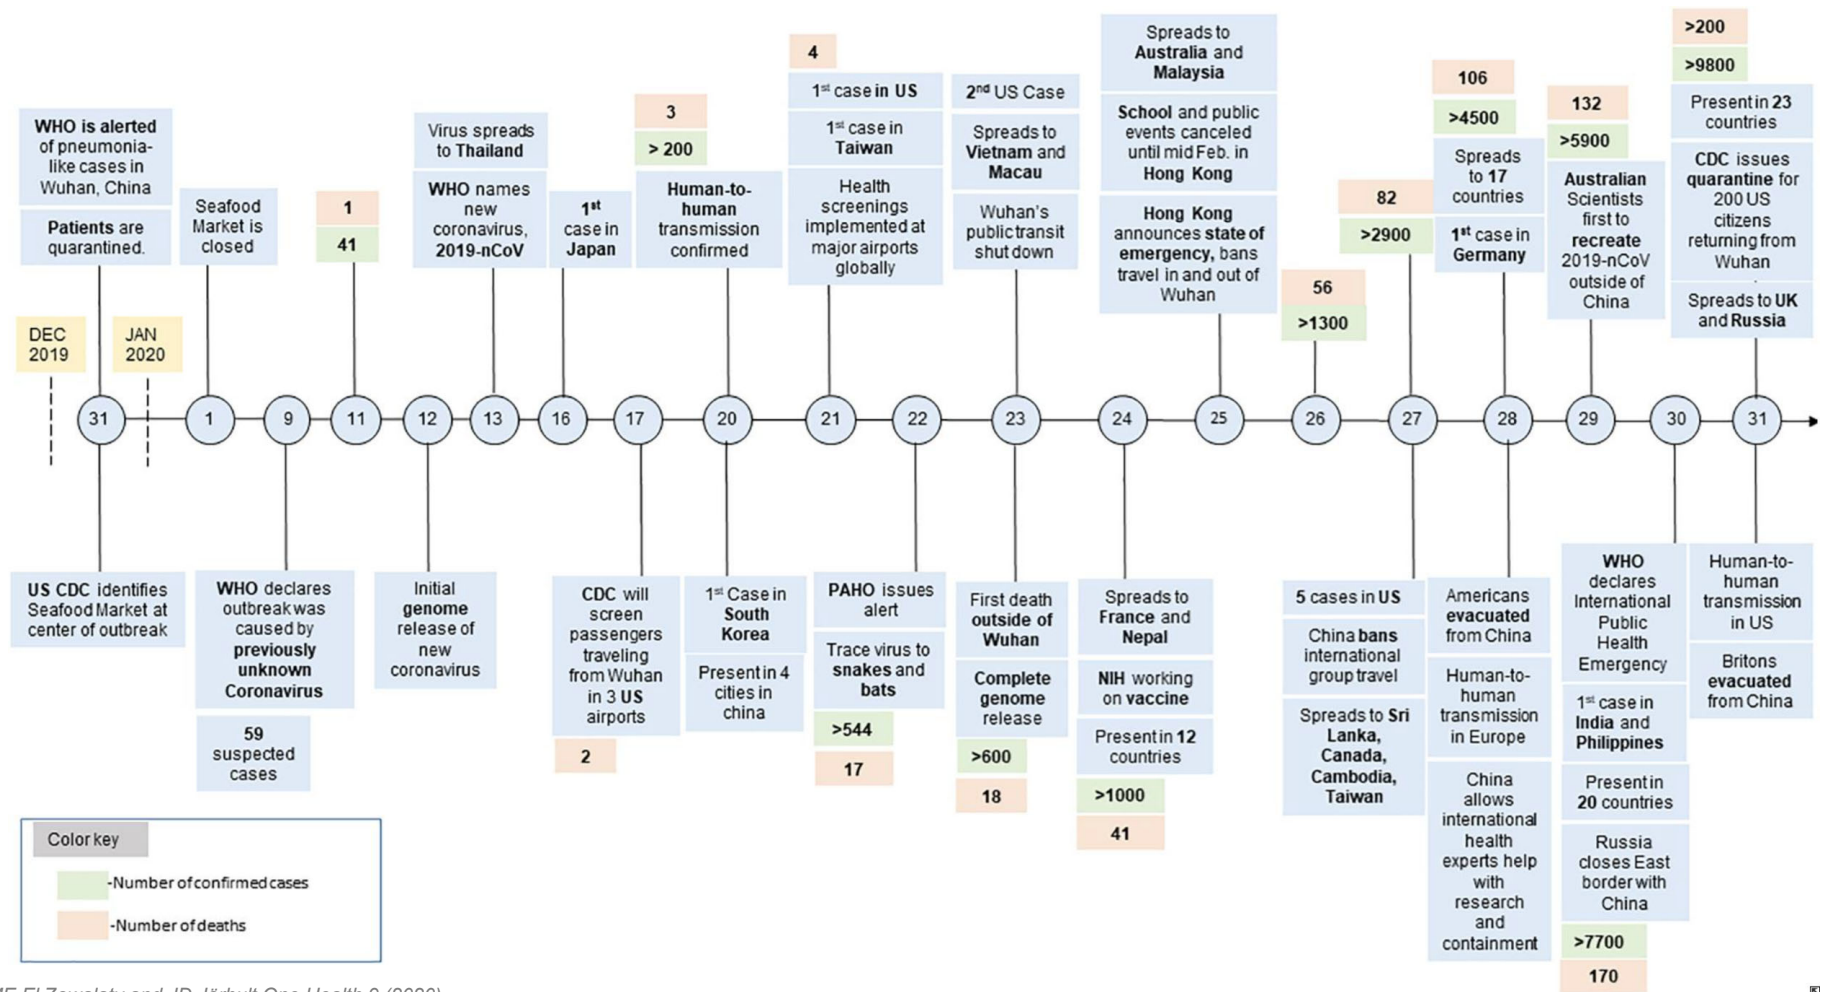 DEC
2019
JAN
2020
WHO is alerted
of pneumonia-
like cases in
Wuhan, China
Patients are
quarantined.
31
US CDC identifies
Seafood Market at
center of outbreak
Seafood
Market is
closed
1
9
WHO declares
outbreak was
caused by
previously
unknown
Coronavirus
59
suspected
cases
1
41
11
12
Initial
genome
release of
new
coronavirus
Virus spreads
to Thailand
WHO names
new
coronavirus,
2019-nCoV
13
1st
case in
Japan
16
17
CDC will
screen
passengers
traveling
from Wuhan
in 3 US
airports
2
3
> 200
Human-to-
human
transmission
confirmed
20
1st Case in
South
Korea
Present in 4
cities in
china
4
1st case in US
1st case in
Taiwan
Health
screenings
implemented at
major airports
globally
21
22
PAHO issues
alert
Trace virus to
snakes and
bats
>544
17
2nd US Case
Spreads to
Vietnam and
Macau
Wuhan's
public transit
shut down
23
First death
outside of
Wuhan
Complete
genome
release
>600
18
24
Spreads to
France and
Nepal
NIH working
on vaccine
Present in 12
countries
>1000
41
Spreads to
Australia and
Malaysia
School and public
events canceled
until mid Feb. in
Hong Kong
Hong Kong
announces state of
emergency, bans
travel in and out of
Wuhan
25
56
>1300
26
82
>2900
27
5 cases in US
China bans
international
group travel
Spreads to Sri
Lanka,
Canada,
Cambodia,
Taiwan
106
>4500
Spreads
to 17
countries
1st case in
Germany
28
Americans
evacuated
from China
Human-to-
human
transmission
in Europe
China
allows
international
health
experts help
with
research
and
containment
132
>5900
Australian
Scientists
first to
recreate
2019-nCoV
outside of
China
29
30
WHO
declares
International
Public
Health
Emergency
1st case in
India and
Philippines
Present in
20 countries
Russia
closes East
border with
China
>7700
170
>200
>9800
Present in 23
countries
CDC issues
quarantine for
200 US
citizens
returning from
Wuhan
Spreads to UK
and Russia
31
Human-to-
human
transmission
in US
Britons
evacuated
from China
Color key
-Number of confirmed cases
-Number of deaths